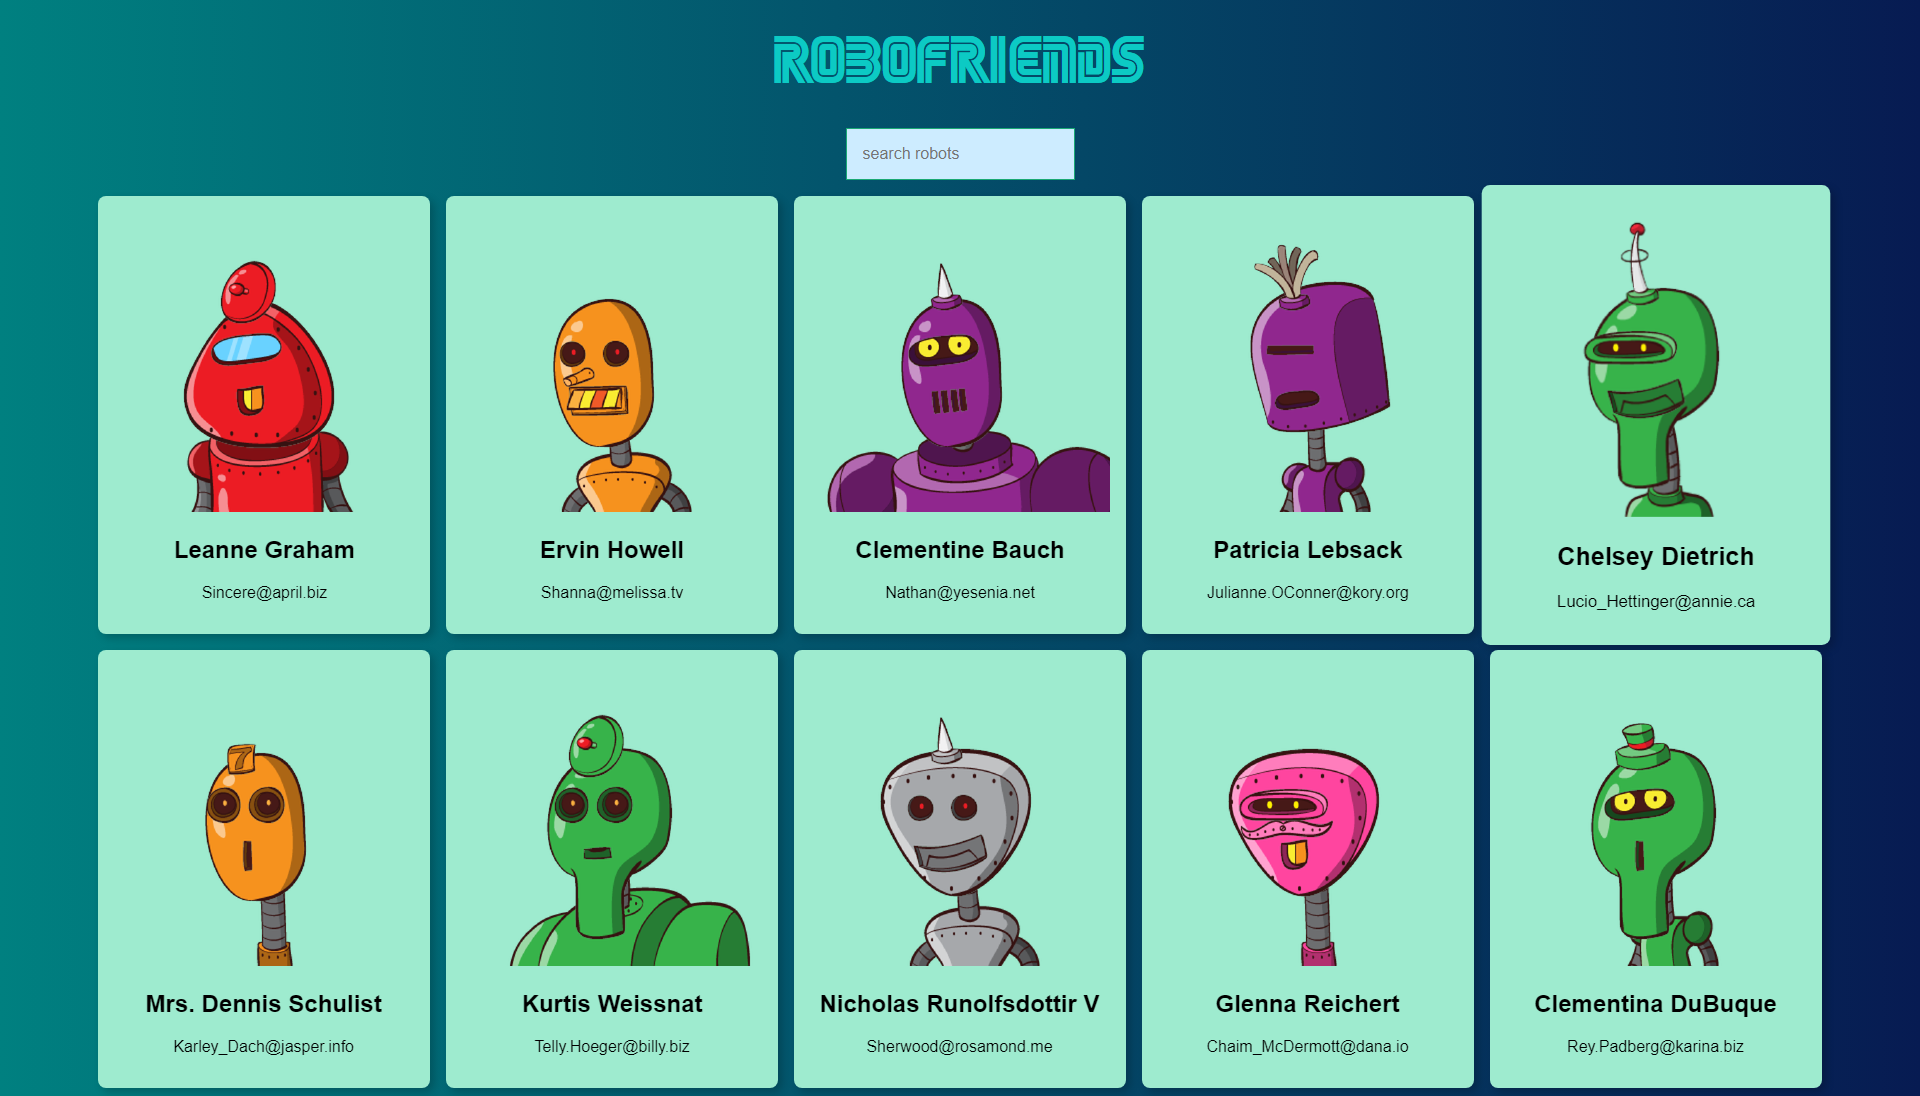 ROBOFRIENDS
search robots
Leanne Graham
Sincere@april.biz
Ervin Howell
Shanna@melissa.tv
Clementine Bauch
Nathan@yesenia.net
Patricia Lebsack
Julianne.OConner@kory.org
Chelsey Dietrich
Lucio_Hettinger@annie.ca
7
Mrs. Dennis Schulist
Karley_Dach@jasper.info
Kurtis Weissnat
Telly.Hoeger@billy.biz
Nicholas Runolfsdottir V
Sherwood@rosamond.me
Glenna Reichert
Chaim_McDermott@dana.io
Clementina DuBuque
Rey.Padberg@karina.biz